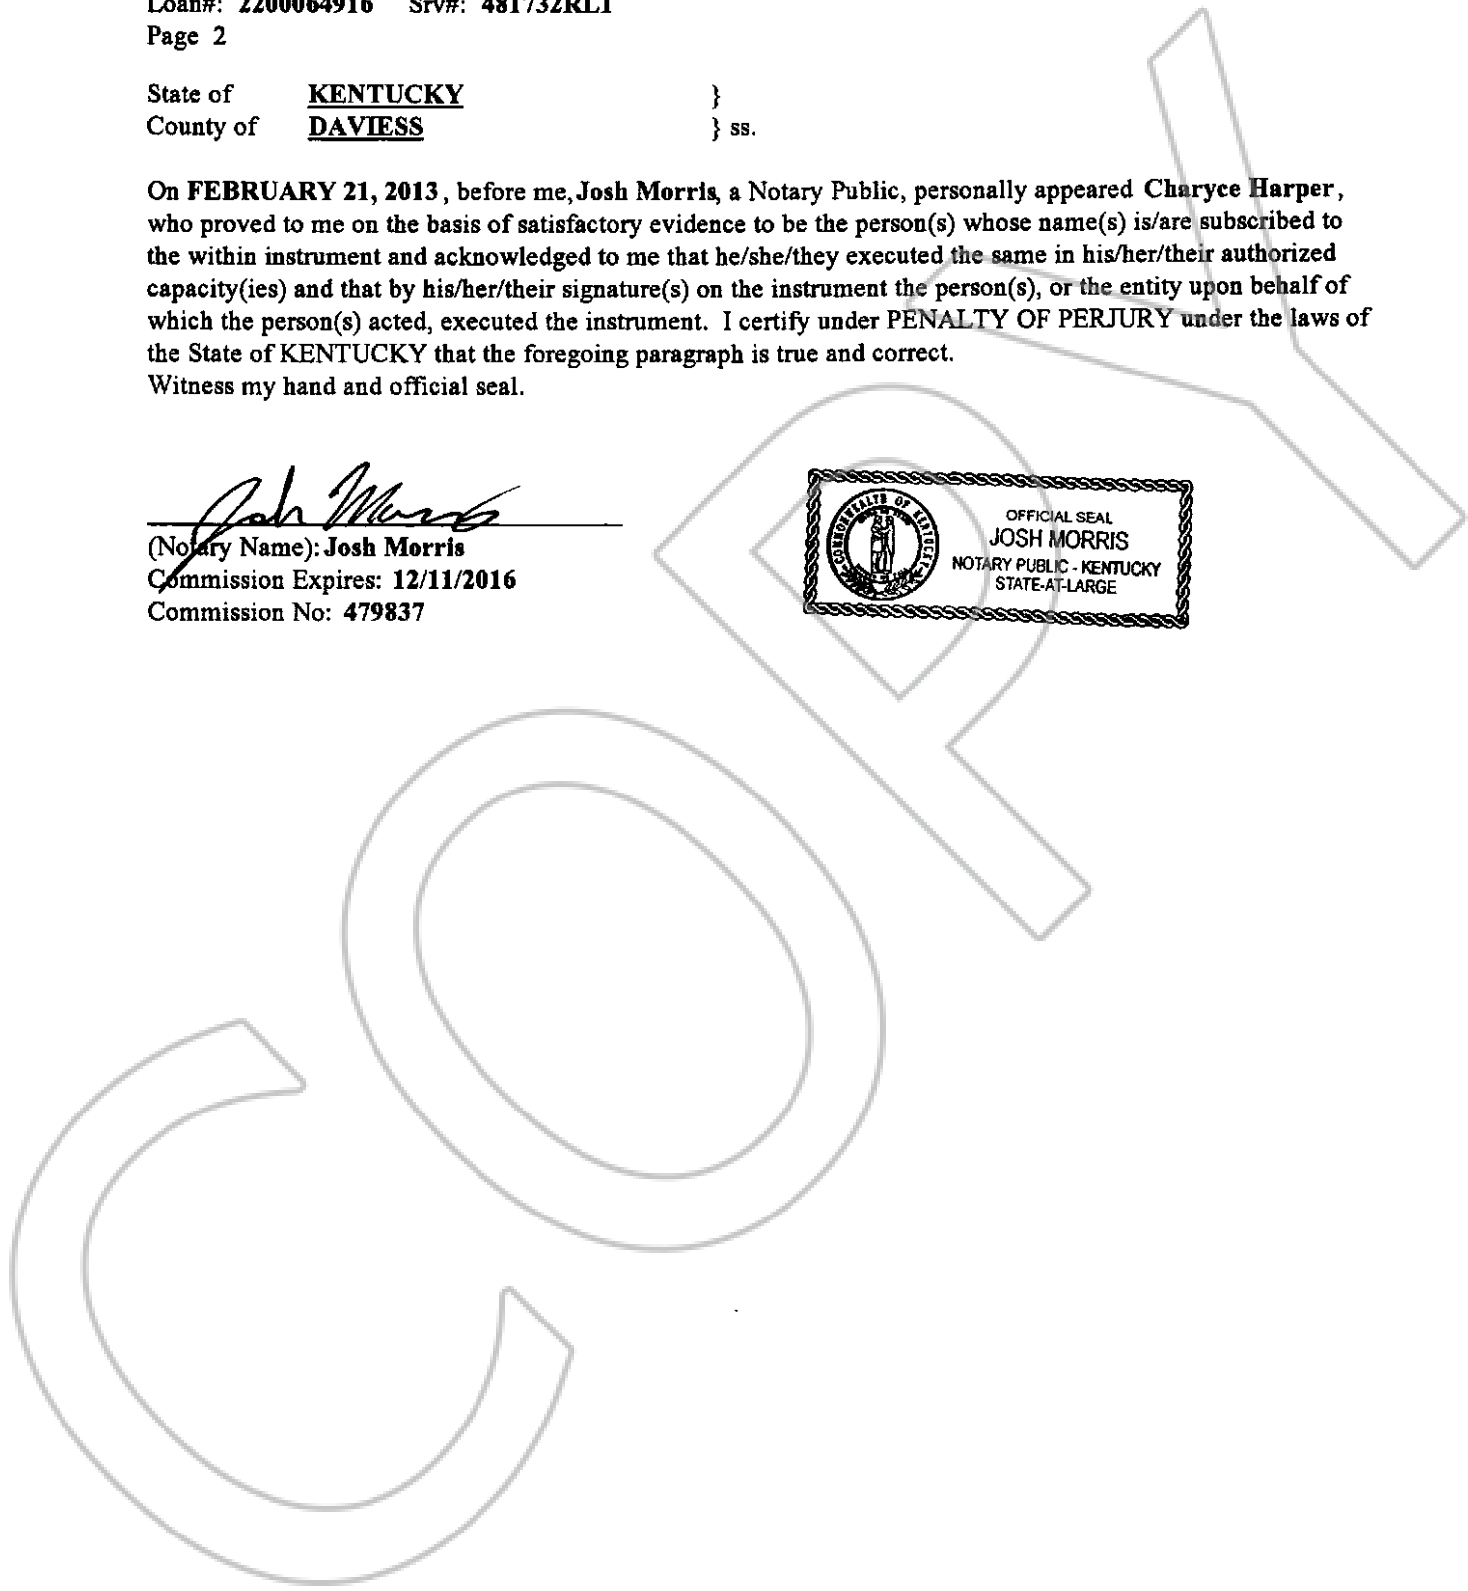 Loan#: 2200064916 Srv#: 481732RL1
Page 2
State of KENTUCKY }
County of DAVIESS } ss.
On FEBRUARY 21, 2013, before me, Josh Morris, a Notary Public, personally appeared Charyce Harper,
who proved to me on the basis of satisfactory evidence to be the person(s) whose name(s) is/are subscribed to
the within instrument and acknowledged to me that he/she/they executed the same in his/her/their authorized
capacity(ies) and that by his/her/their signature(s) on the instrument the person(s), or the entity upon behalf of
which the person(s) acted, executed the instrument. I certify under PENALTY OF PERJURY under the laws of
the State of KENTUCKY that the foregoing paragraph is true and correct.
Witness my hand and official seal.
Josh Morris
(Notary Name): Josh Morris
Commission Expires: 12/11/2016
Commission No: 479837
COMMONWEALTH OF KENTUCKY
OFFICIAL SEAL
JOSH MORRIS
NOTARY PUBLIC - KENTUCKY
STATE-AT-LARGE
COPY